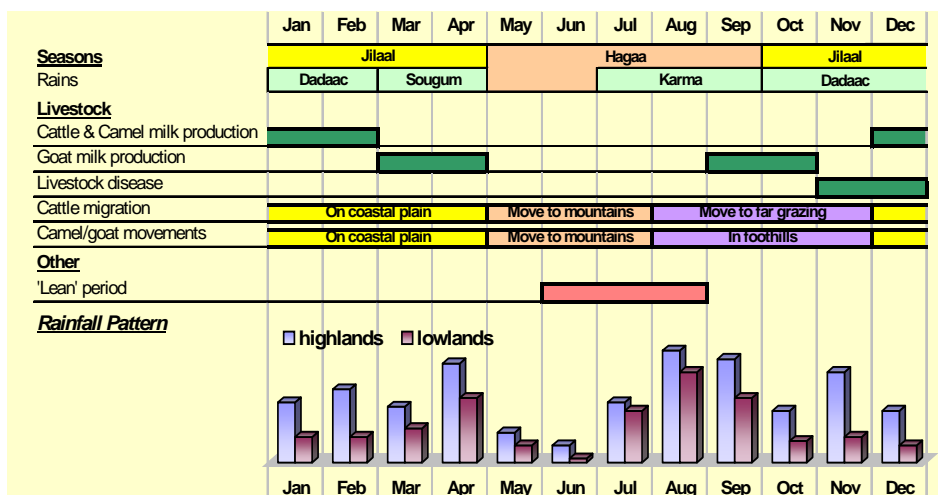 Jan Feb Mar Apr May Jun Jul Aug Sep Oct Nov Dec
Seasons Jilaal Hagaa Jilaal
Rains Dadaac Sougum Karma Dadaac
Livestock
Cattle & Camel milk production
Goat milk production
Livestock disease
Cattle migration On coastal plain Move to mountains Move to far grazing
Camel/goat movements On coastal plain Move to mountains In foothills
Other
'Lean' period
Rainfall Pattern
highlands lowlands
Jan Feb Mar Apr May Jun Jul Aug Sep Oct Nov Dec